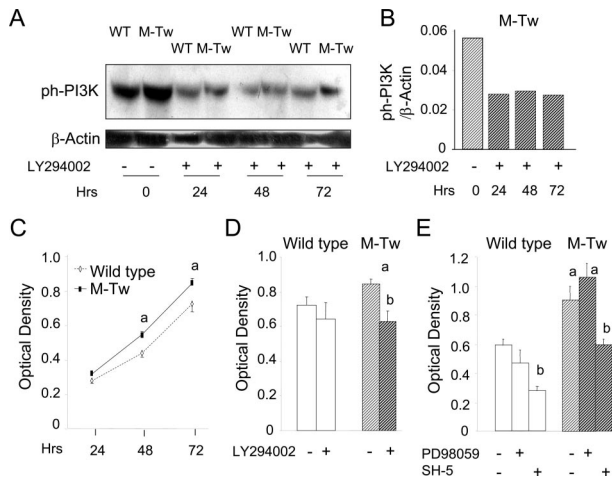 A
WT M-Tw
WT M-Tw
WT M-Tw
WT M-Tw
ph-PI3K
β-Actin
LY294002 - - + + + + + +
Hrs 0 24 48 72
B
M-Tw
ph-PI3K
/β-Actin
0.06
0.04
0.02
0
LY294002 - + + +
Hrs 0 24 48 72
C
Optical Density
1.0
0.8
0.6
0.4
0.2
0
Wild type
M-Tw
a
a
Hrs 24 48 72
D
Wild type M-Tw
Optical Density
1.0
0.8
0.6
0.4
0.2
0
a
b
LY294002 - + - +
E
Wild type M-Tw
Optical Density
1.2
1.0
0.8
0.6
0.4
0.2
0
b
a
a
b
PD98059 - + - +
SH-5 - + - +